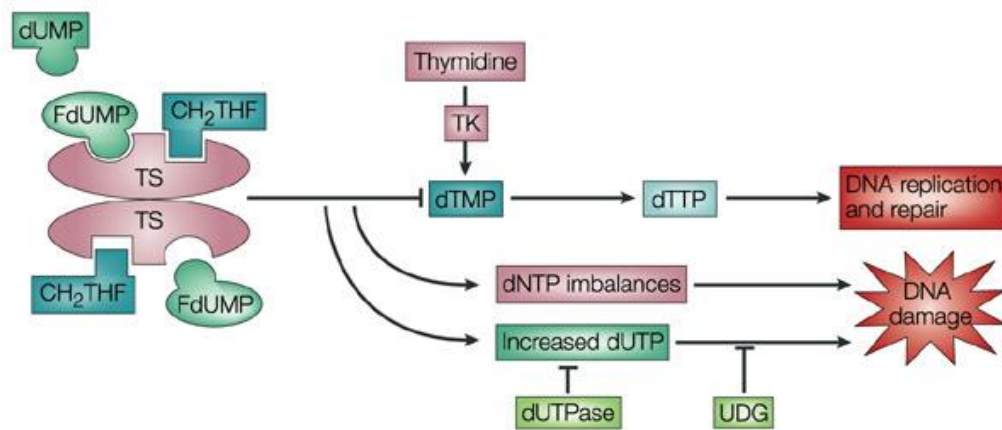 dUMP
FdUMP
CH₂THF
TS
TS
CH₂THF
FdUMP
Thymidine
TK
dTMP
dTTP
DNA replication
and repair
dNTP imbalances
DNA
damage
Increased dUTP
dUTPase
UDG